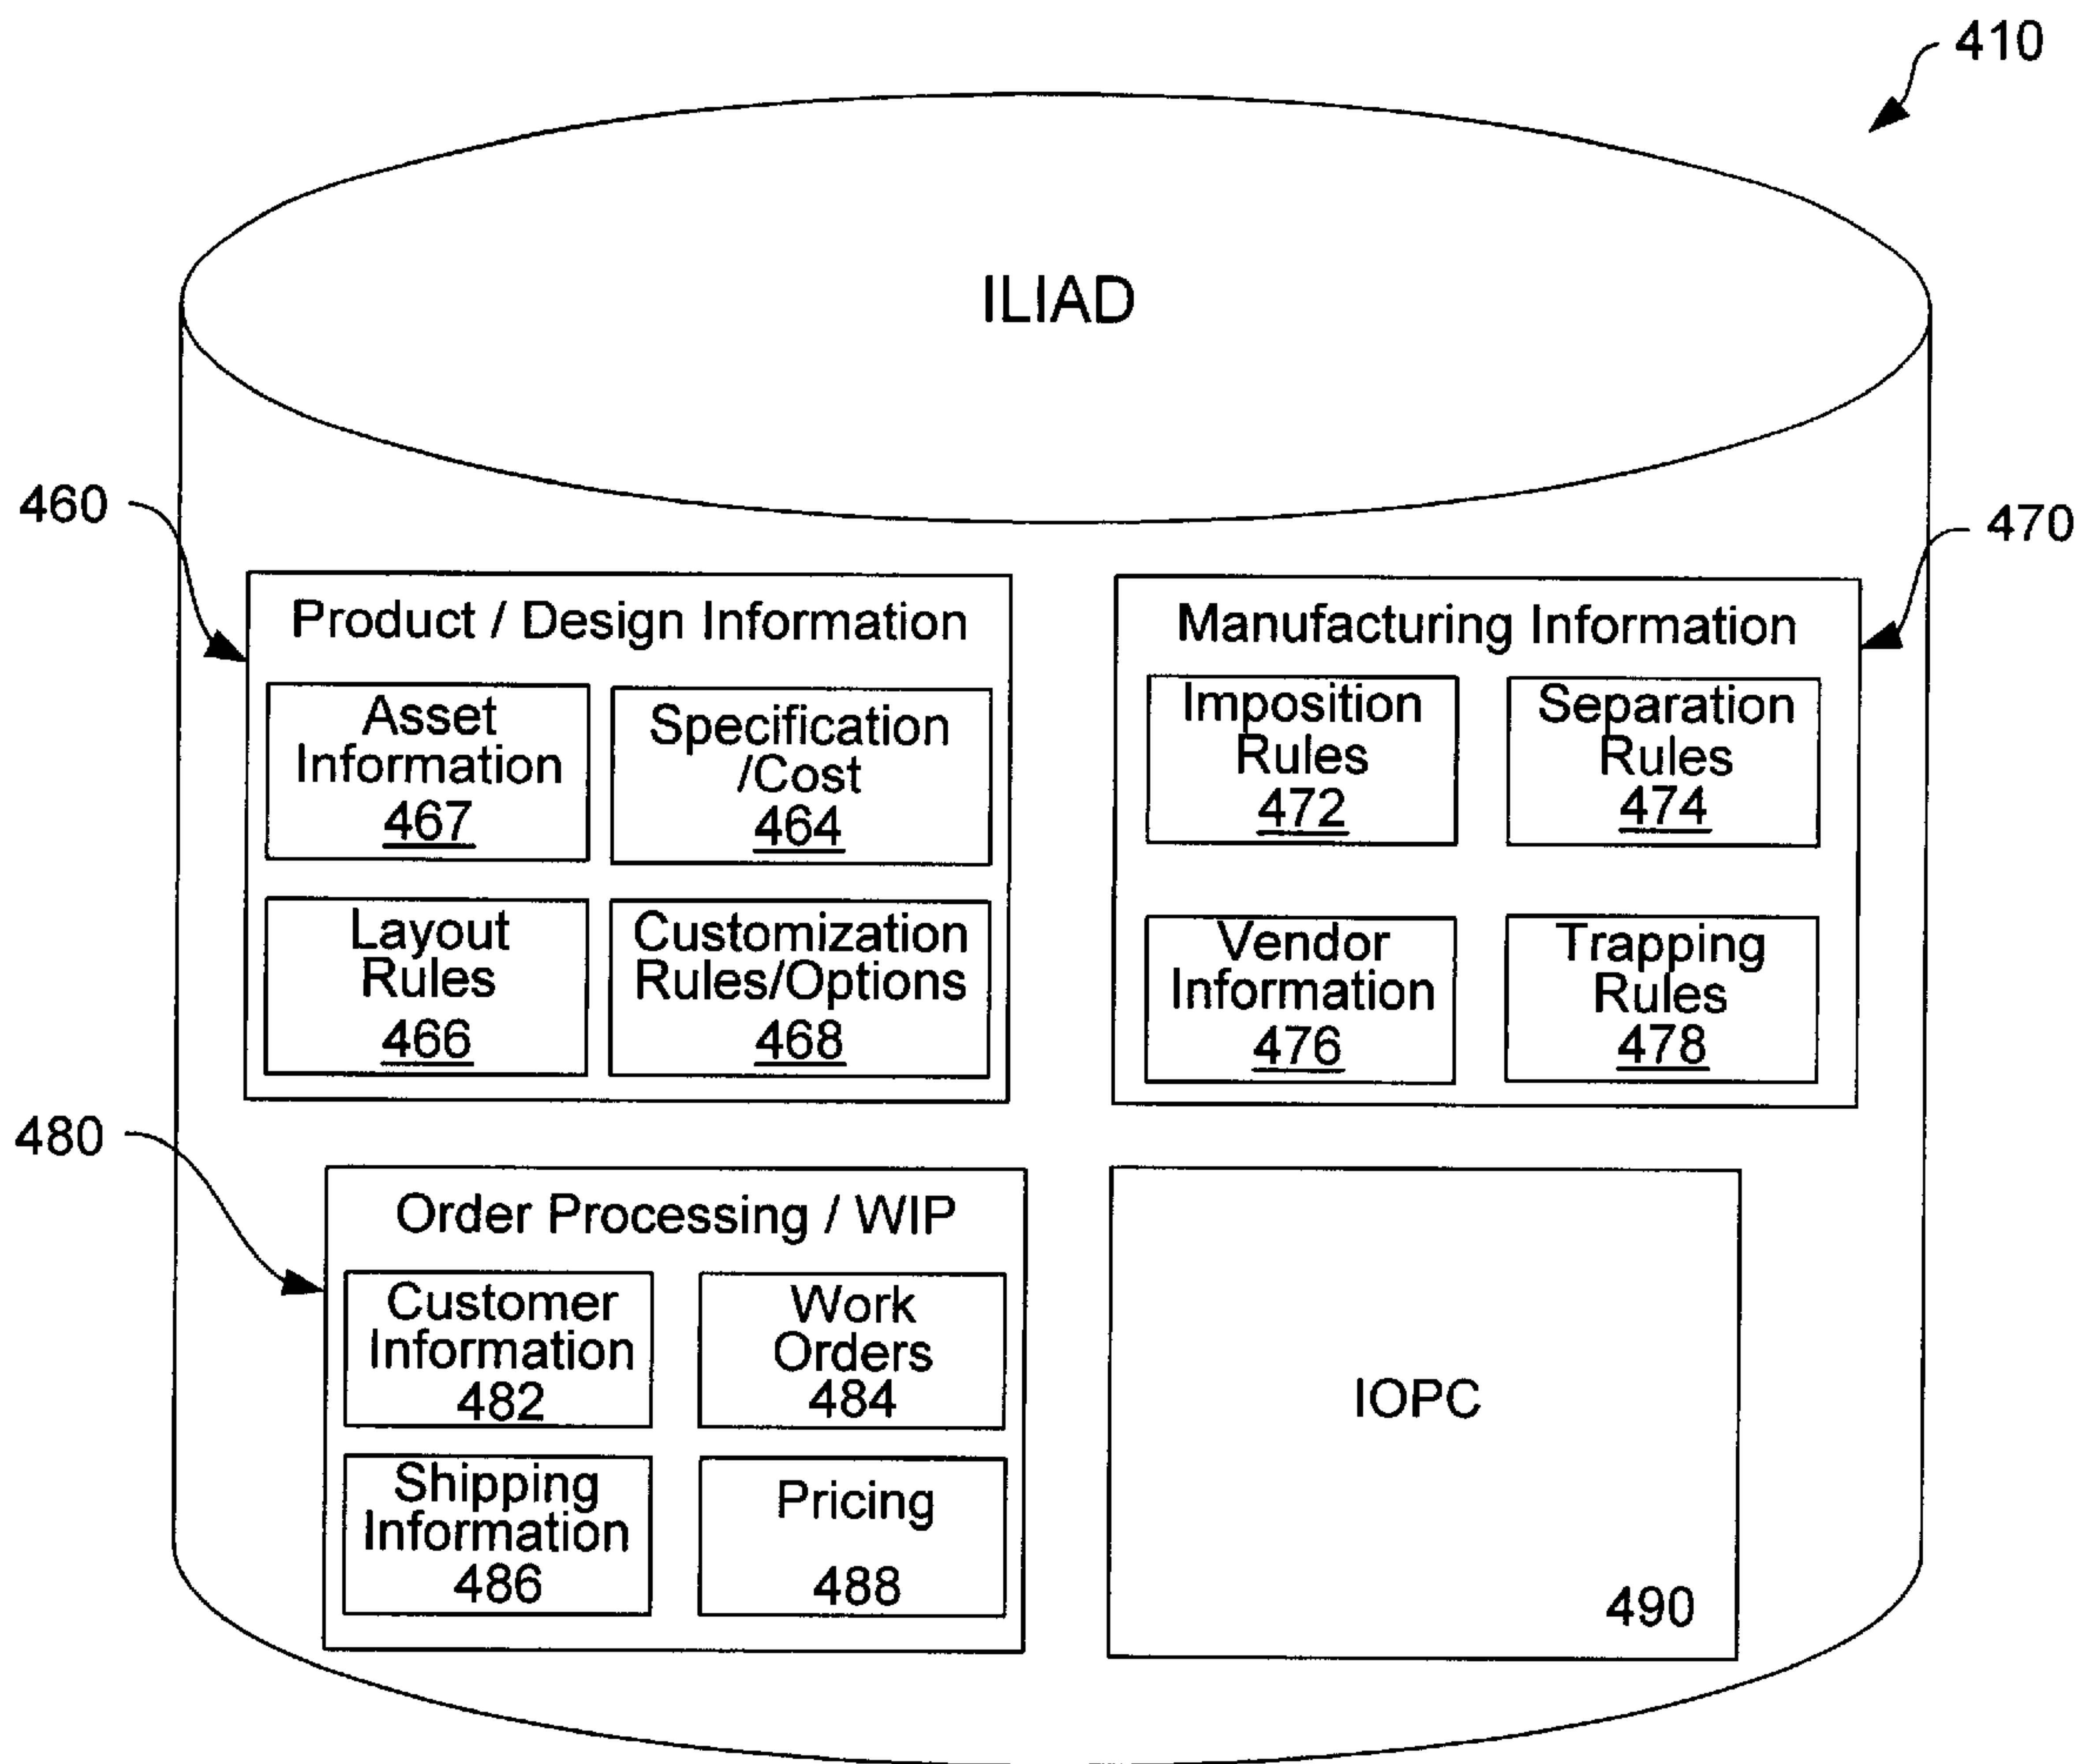 410
ILIAD
460
470
Product / Design Information
Asset
Information
467
Specification
/Cost
464
Layout
Rules
466
Customization
Rules/Options
468
Manufacturing Information
Imposition
Rules
472
Separation
Rules
474
Vendor
Information
476
Trapping
Rules
478
480
Order Processing / WIP
Customer
Information
482
Work
Orders
484
Shipping
Information
486
Pricing
488
IOPC
490